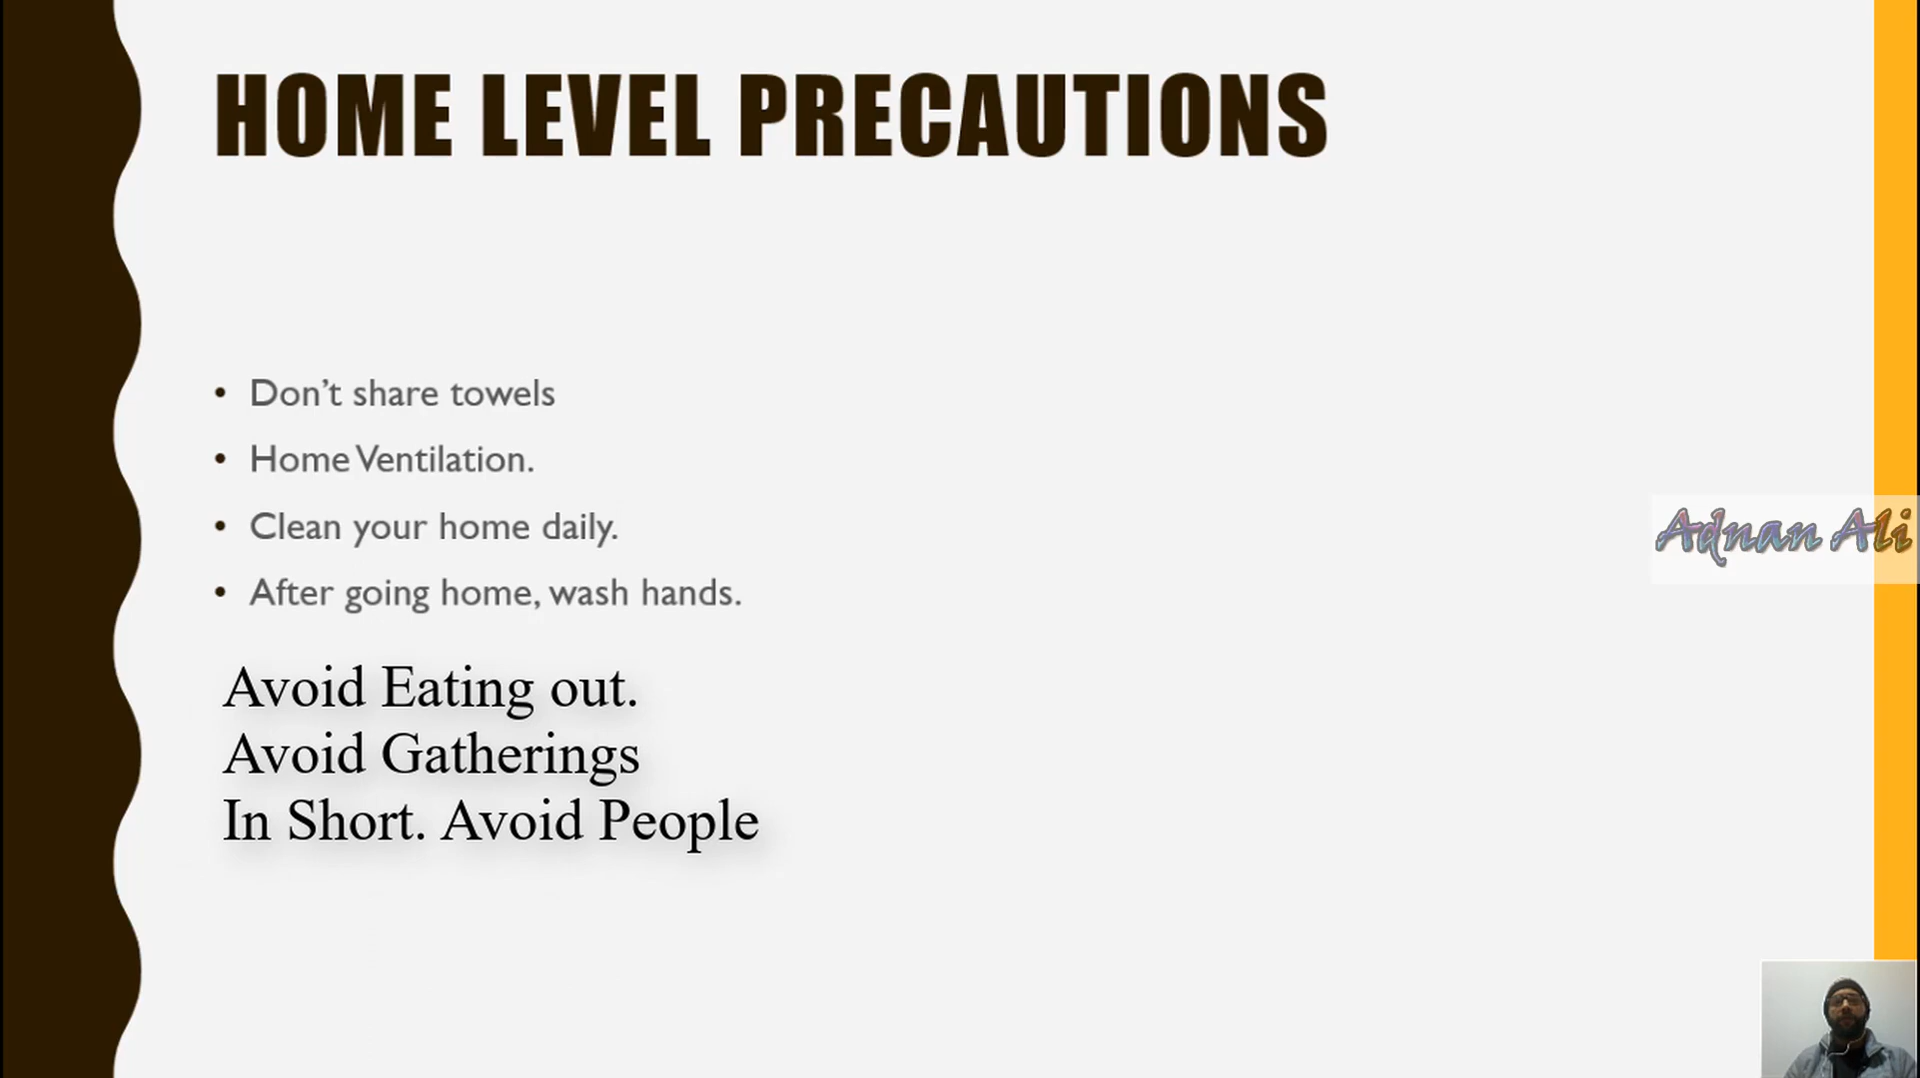 HOME LEVEL PRECAUTIONS
• Don’t share towels
• Home Ventilation.
• Clean your home daily.
• After going home, wash hands.
Avoid Eating out.
Avoid Gatherings
In Short. Avoid People
Adnan Ali